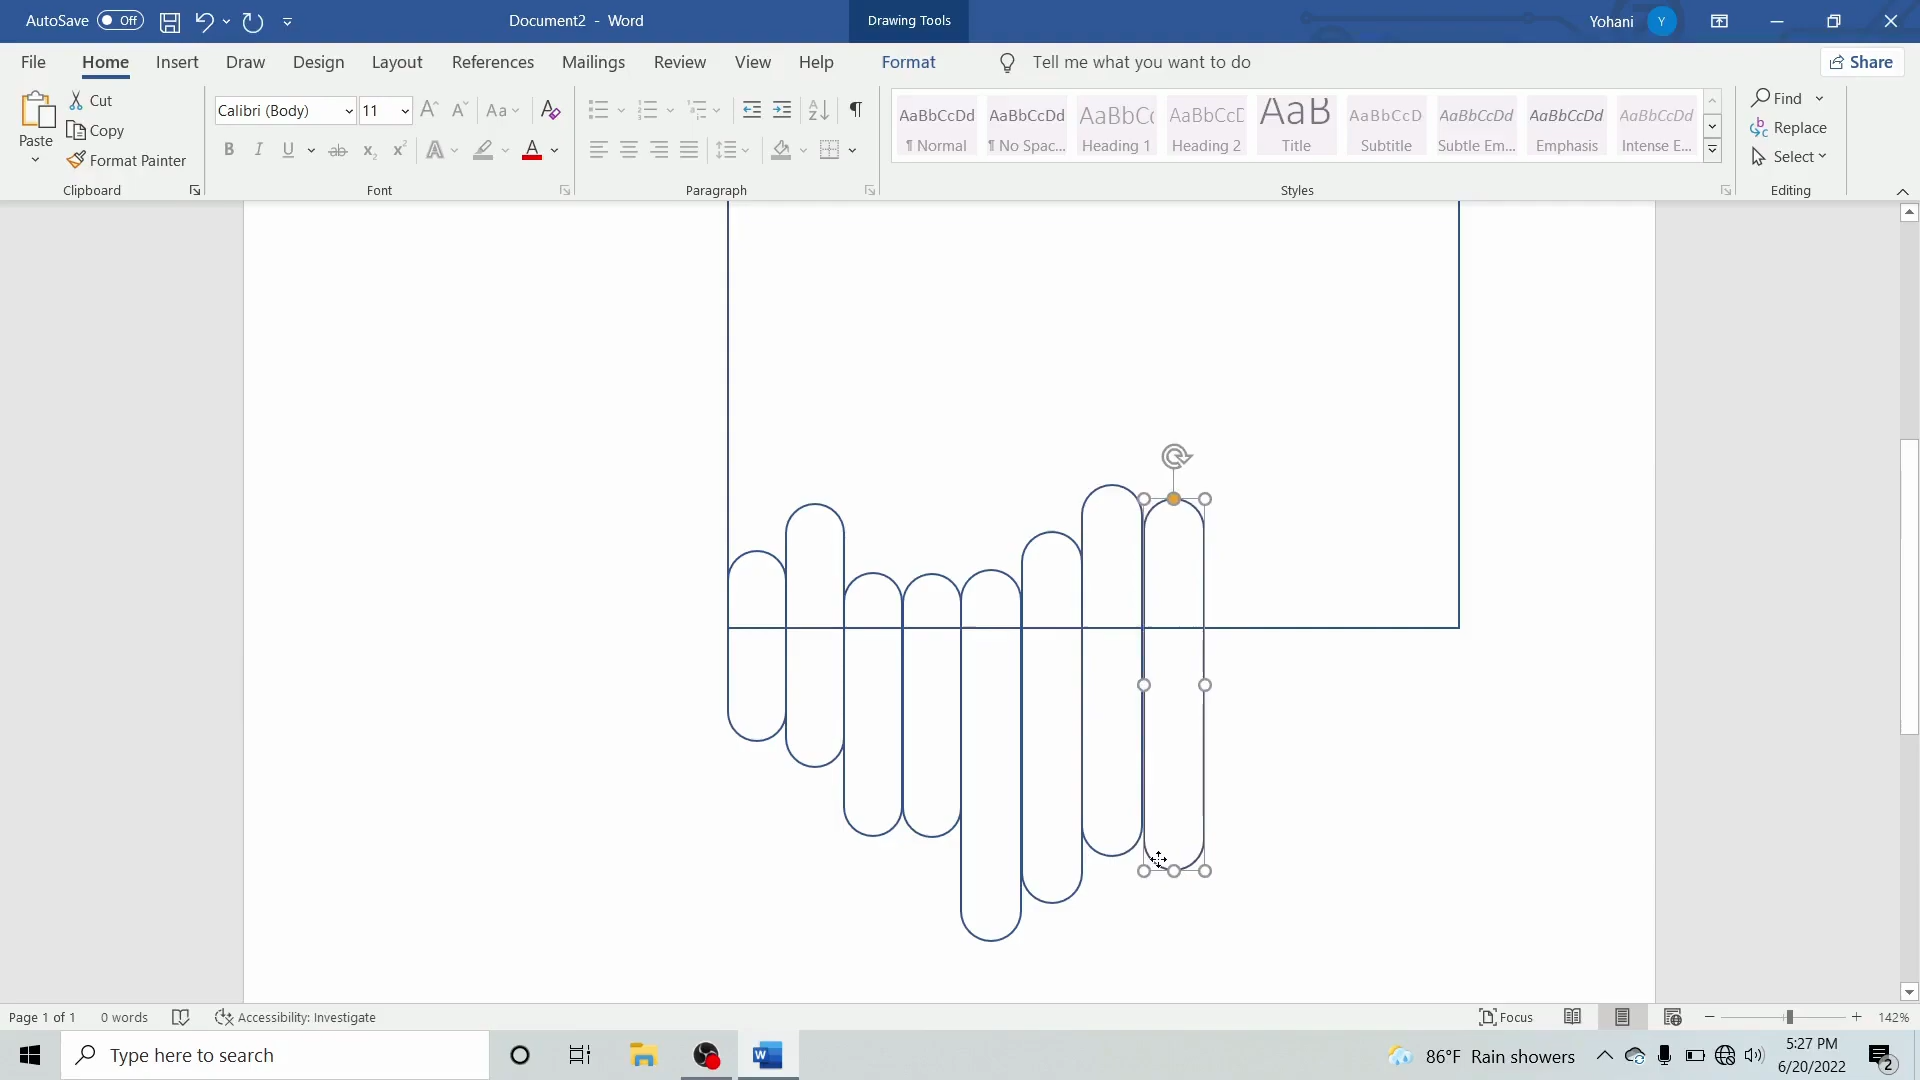 AutoSave Off Document2 - Word Drawing Tools Yohani Y
File Home Insert Draw Design Layout References Mailings Review View Help Format Tell me what you want to do Share
Paste
Cut
Copy
Format Painter
Clipboard
Calibri (Body) 11 Aa
B I U ab x₂ x² A A
Font
Paragraph
AaBbCcDd AaBbCcDd AaBbCc AaBbCcD AaB AaBbCcD AaBbCcDd AaBbCcDd AaBbCcDd
¶ Normal ¶ No Spac... Heading 1 Heading 2 Title Subtitle Subtle Em... Emphasis Intense E...
Styles
Find
Replace
Select
Editing
Page 1 of 1 0 words Accessibility: Investigate Focus 142%
Type here to search 86°F Rain showers 5:27 PM
6/20/2022 2